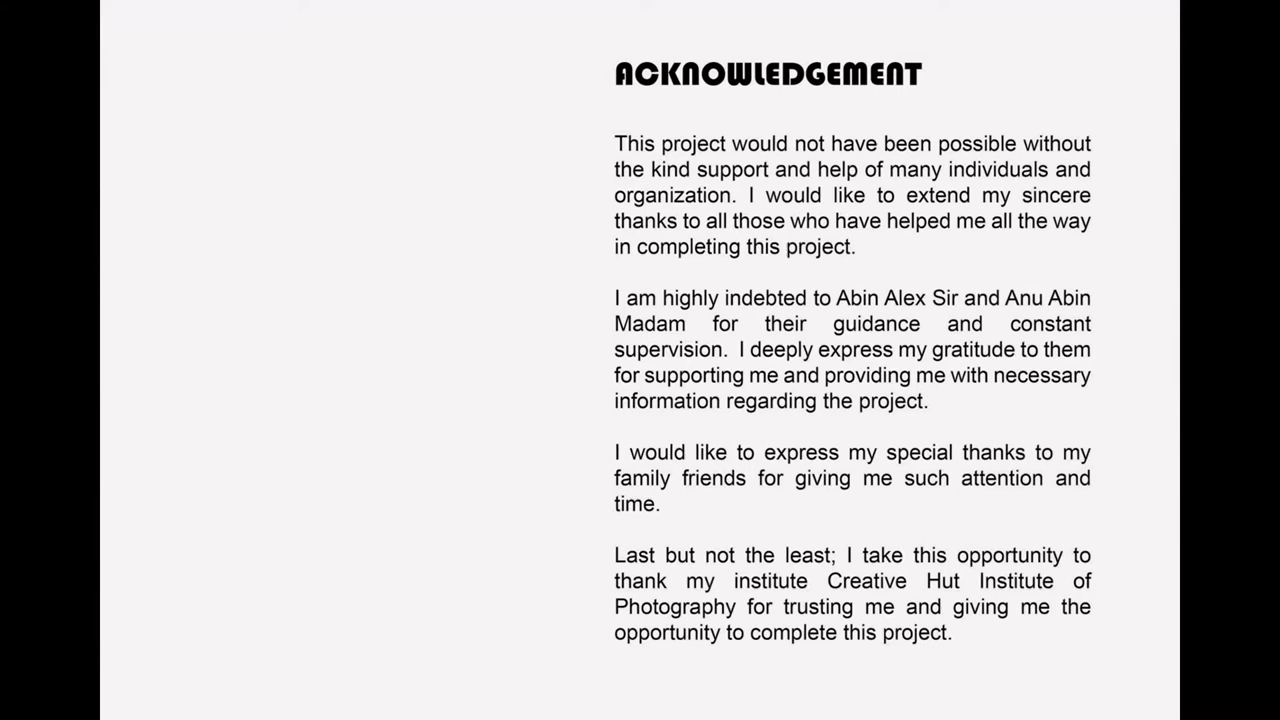 ACKNOWLEDGEMENT
This project would not have been possible without
the kind support and help of many individuals and
organization. I would like to extend my sincere
thanks to all those who have helped me all the way
in completing this project.
I am highly indebted to Abin Alex Sir and Anu Abin
Madam for their guidance and constant
supervision. I deeply express my gratitude to them
for supporting me and providing me with necessary
information regarding the project.
I would like to express my special thanks to my
family friends for giving me such attention and
time.
Last but not the least; I take this opportunity to
thank my institute Creative Hut Institute of
Photography for trusting me and giving me the
opportunity to complete this project.